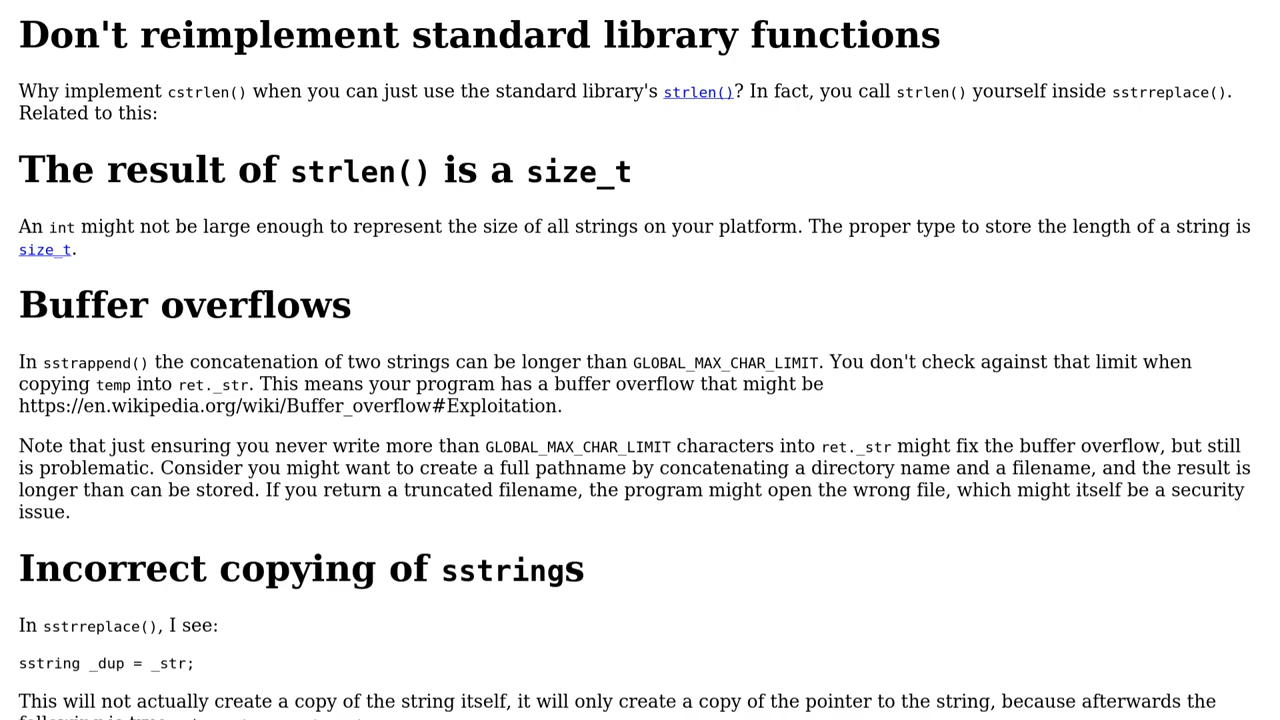 Don't reimplement standard library functions
Why implement cstrlen() when you can just use the standard library's strlen()? In fact, you call strlen() yourself inside sstrreplace().
Related to this:
The result of strlen() is a size_t
An int might not be large enough to represent the size of all strings on your platform. The proper type to store the length of a string is
size_t.
Buffer overflows
In sstrappend() the concatenation of two strings can be longer than GLOBAL_MAX_CHAR_LIMIT. You don't check against that limit when
copying temp into ret._str. This means your program has a buffer overflow that might be
https://en.wikipedia.org/wiki/Buffer_overflow#Exploitation.
Note that just ensuring you never write more than GLOBAL_MAX_CHAR_LIMIT characters into ret._str might fix the buffer overflow, but still
is problematic. Consider you might want to create a full pathname by concatenating a directory name and a filename, and the result is
longer than can be stored. If you return a truncated filename, the program might open the wrong file, which might itself be a security
issue.
Incorrect copying of sstrings
In sstrreplace(), I see:
sstring _dup = _str;
This will not actually create a copy of the string itself, it will only create a copy of the pointer to the string, because afterwards the